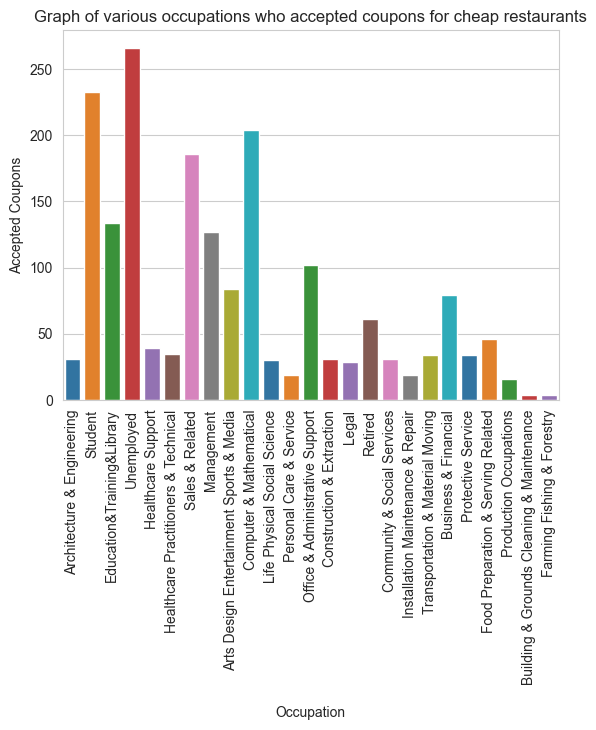 Graph of various occupations who accepted coupons for cheap restaurants
Accepted Coupons
250
200
150
100
50
0
Architecture & Engineering
Student
Education&Training&Library
Unemployed
Healthcare Support
Healthcare Practitioners & Technical
Sales & Related
Management
Arts Design Entertainment Sports & Media
Computer & Mathematical
Life Physical Social Science
Personal Care & Service
Office & Administrative Support
Construction & Extraction
Legal
Retired
Community & Social Services
Installation Maintenance & Repair
Transportation & Material Moving
Business & Financial
Protective Service
Food Preparation & Serving Related
Production Occupations
Building & Grounds Cleaning & Maintenance
Farming Fishing & Forestry
Occupation